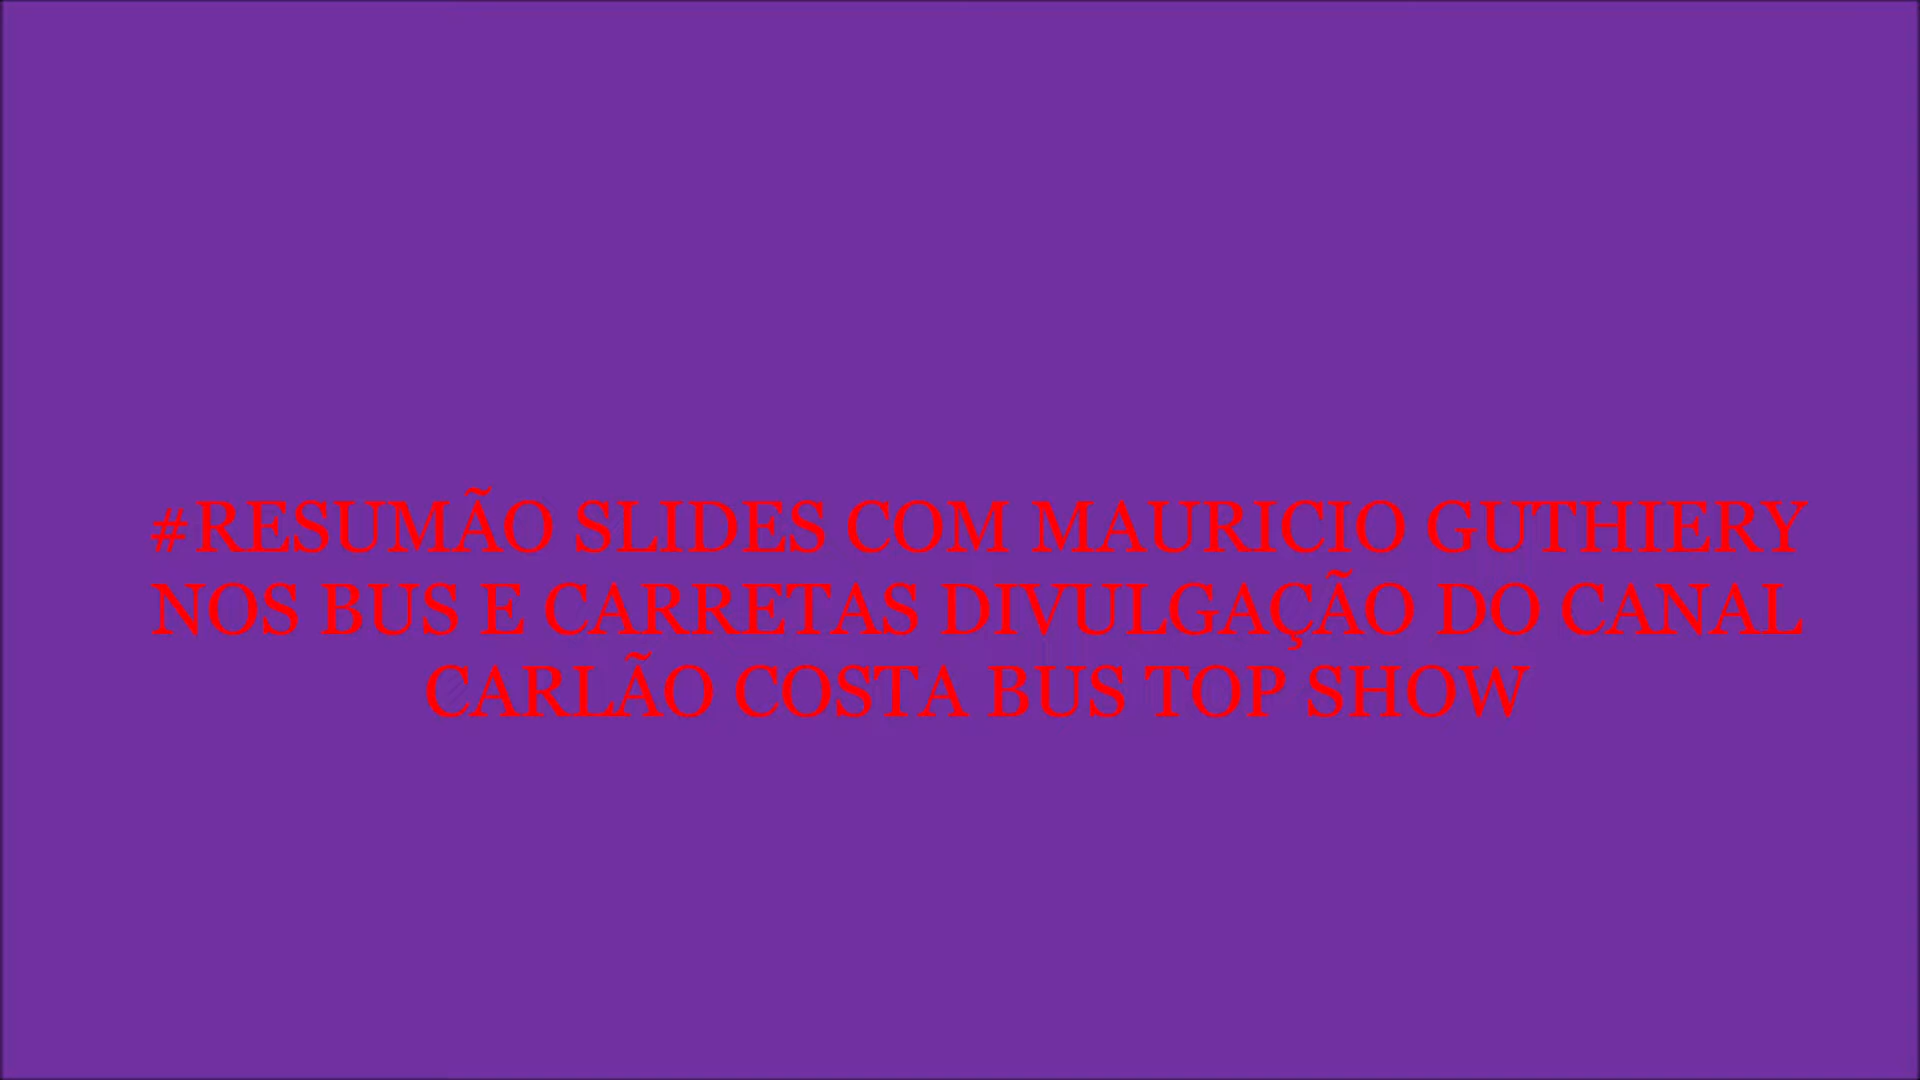 #RESUMÃO SLIDES COM MAURICIO GUTHIERY
NOS BUS E CARRETAS DIVULGAÇÃO DO CANAL
CARLÃO COSTA BUS TOP SHOW